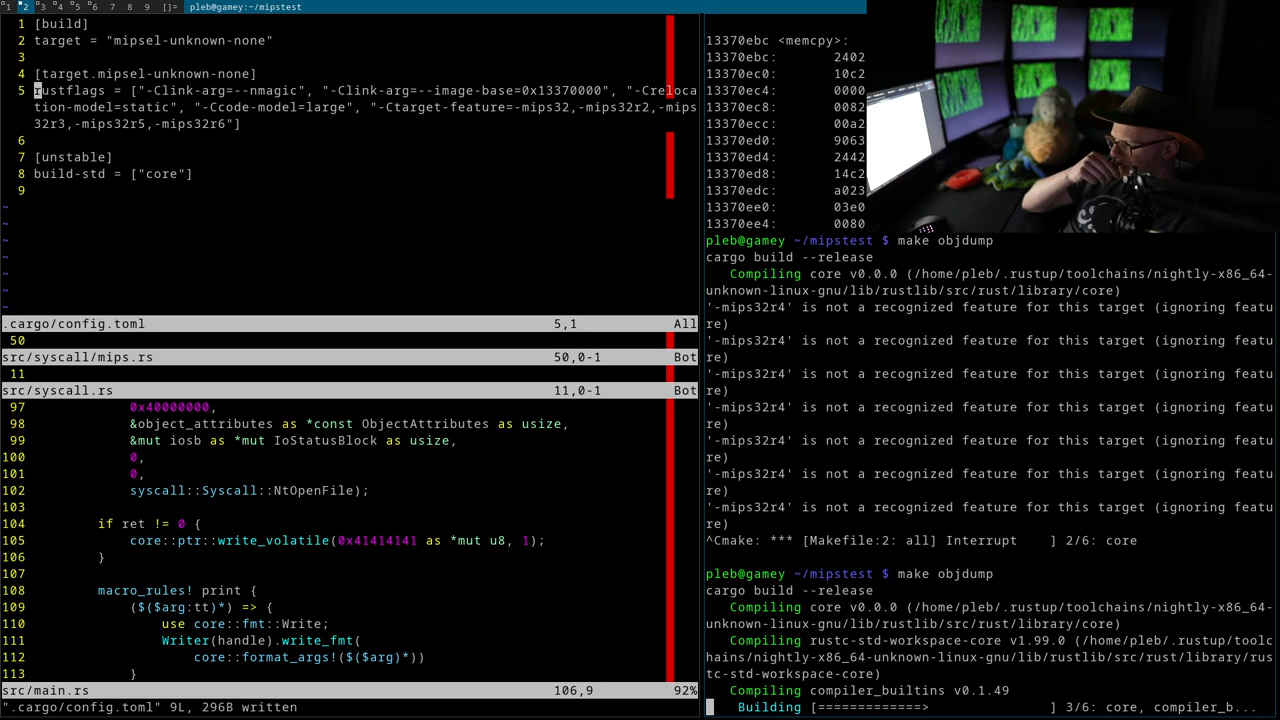 1 2 3 4 5 6 7 8 9 []= pleb@gamey:~/mipstest
1 [build]
2 target = "mipsel-unknown-none"
3
4 [target.mipsel-unknown-none]
5 rustflags = ["-Clink-arg=--nmagic", "-Clink-arg=--image-base=0x13370000", "-Creloca
tion-model=static", "-Ccode-model=large", "-Ctarget-feature=-mips32,-mips32r2,-mips
32r3,-mips32r5,-mips32r6"]
6
7 [unstable]
8 build-std = ["core"]
9
~
~
~
~
~
~
~
.cargo/config.toml 5,1 All
50
src/syscall/mips.rs 50,0-1 Bot
11
src/syscall.rs 11,0-1 Bot
97 0x40000000,
98 &object_attributes as *const ObjectAttributes as usize,
99 &mut iosb as *mut IoStatusBlock as usize,
100 0,
101 0,
102 syscall::Syscall::NtOpenFile);
103
104 if ret != 0 {
105 core::ptr::write_volatile(0x41414141 as *mut u8, 1);
106 }
107
108 macro_rules! print {
109 ($($arg:tt)*) => {
110 use core::fmt::Write;
111 Writer(handle).write_fmt(
112 core::format_args!($($arg)*))
113 }
src/main.rs 106,9 92%
".cargo/config.toml" 9L, 296B written
13370ebc <memcpy>:
13370ebc: 2402
13370ec0: 10c2
13370ec4: 0000
13370ec8: 0082
13370ecc: 00a2
13370ed0: 9063
13370ed4: 2442
13370ed8: 14c2
13370edc: a023
13370ee0: 03e0
13370ee4: 0080
pleb@gamey ~/mipstest $ make objdump
cargo build --release
Compiling core v0.0.0 (/home/pleb/.rustup/toolchains/nightly-x86_64-
unknown-linux-gnu/lib/rustlib/src/rust/library/core)
'-mips32r4' is not a recognized feature for this target (ignoring featu
re)
'-mips32r4' is not a recognized feature for this target (ignoring featu
re)
'-mips32r4' is not a recognized feature for this target (ignoring featu
re)
'-mips32r4' is not a recognized feature for this target (ignoring featu
re)
'-mips32r4' is not a recognized feature for this target (ignoring featu
re)
'-mips32r4' is not a recognized feature for this target (ignoring featu
re)
'-mips32r4' is not a recognized feature for this target (ignoring featu
re)
^Cmake: *** [Makefile:2: all] Interrupt ] 2/6: core
pleb@gamey ~/mipstest $ make objdump
cargo build --release
Compiling core v0.0.0 (/home/pleb/.rustup/toolchains/nightly-x86_64-
unknown-linux-gnu/lib/rustlib/src/rust/library/core)
Compiling rustc-std-workspace-core v1.99.0 (/home/pleb/.rustup/toolc
hains/nightly-x86_64-unknown-linux-gnu/lib/rustlib/src/rust/library/rus
tc-std-workspace-core)
Compiling compiler_builtins v0.1.49
Building [============> ] 3/6: core, compiler_b...